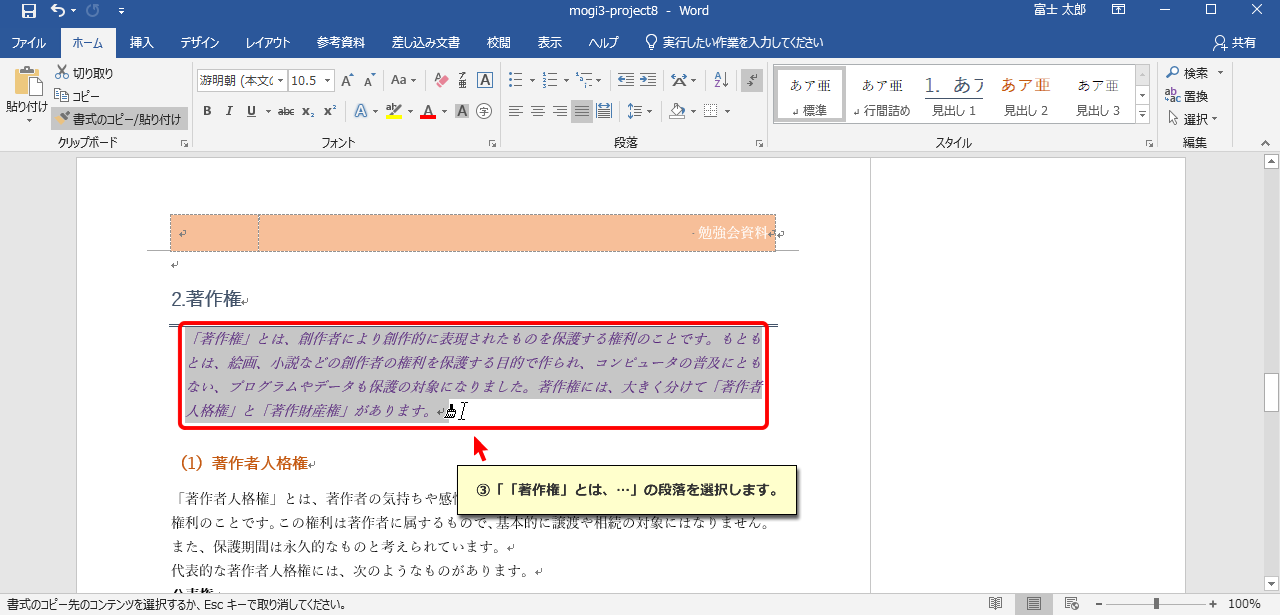 mogi3-project8 - Word
富士 太郎
ファイル ホーム 挿入 デザイン レイアウト 参考資料 差し込み文書 校閲 表示 ヘルプ 実行したい作業を入力してください 共有
貼り付け
切り取り
コピー
書式のコピー/貼り付け
クリップボード
游明朝 (本文の 10.5
フォント
段落
あア亜 標準
あア亜 行間詰め
1. あア 見出し 1
あア亜 見出し 2
あア亜 見出し 3
スタイル
検索
置換
選択
編集
勉強会資料
2.著作権
「著作権」とは、創作者により創作的に表現されたものを保護する権利のことです。もとも
とは、絵画、小説などの創作者の権利を保護する目的で作られ、コンピュータの普及にとも
ない、プログラムやデータも保護の対象になりました。著作権には、大きく分けて「著作者
人格権」と「著作財産権」があります。
(1) 著作者人格権
「著作者人格権」とは、著作者の気持ちや感
③「「著作権」とは、…」の段落を選択します。
権利のことです。この権利は著作者に属するもので、基本的に譲渡や相続の対象にはなりません。
また、保護期間は永久的なものと考えられています。
代表的な著作者人格権には、次のようなものがあります。
書式のコピー先のコンテンツを選択するか、Esc キーで取り消してください。
100%